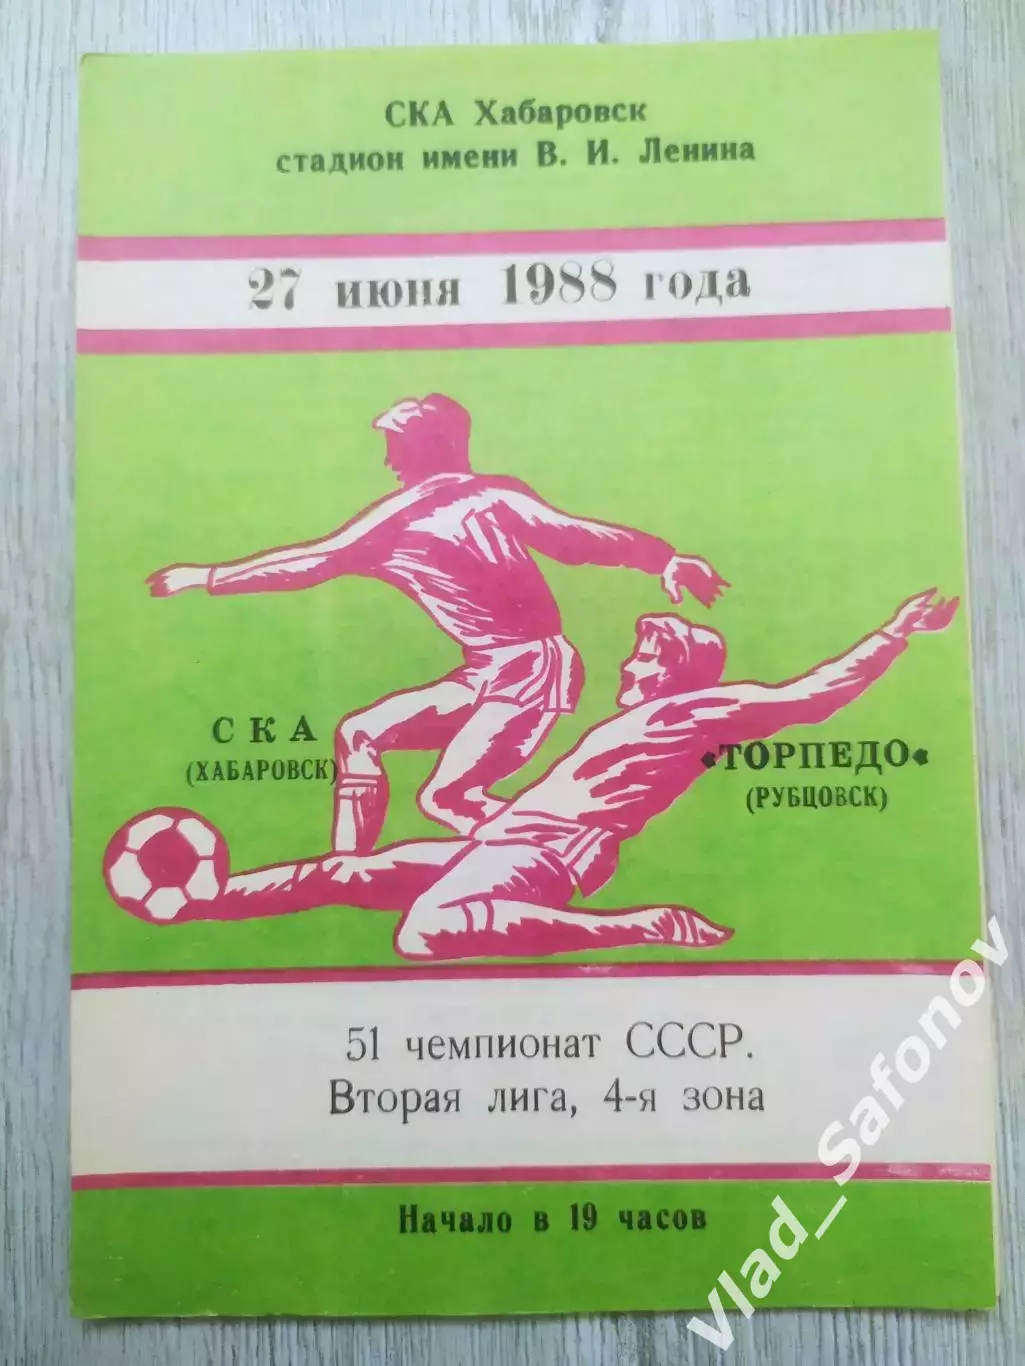 СКА Хабаровск
стадион имени В. И. Ленина
27 июня 1988 года
СКА
(ХАБАРОВСК)
«ТОРПЕДО«
(РУБЦОВСК)
51 чемпионат СССР.
Вторая лига, 4-я зона
Начало в 19 часов
Vlad_Safonov